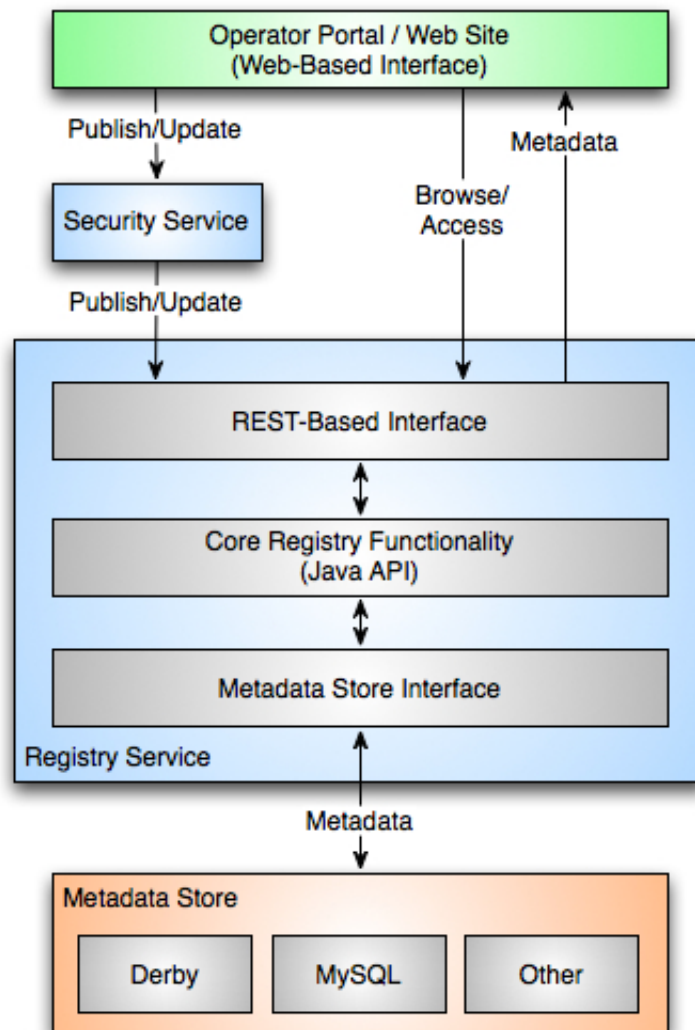 Operator Portal / Web Site
(Web-Based Interface)
Publish/Update
Metadata
Browse/
Access
Security Service
Publish/Update
REST-Based Interface
Core Registry Functionality
(Java API)
Metadata Store Interface
Registry Service
Metadata
Metadata Store
Derby
MySQL
Other